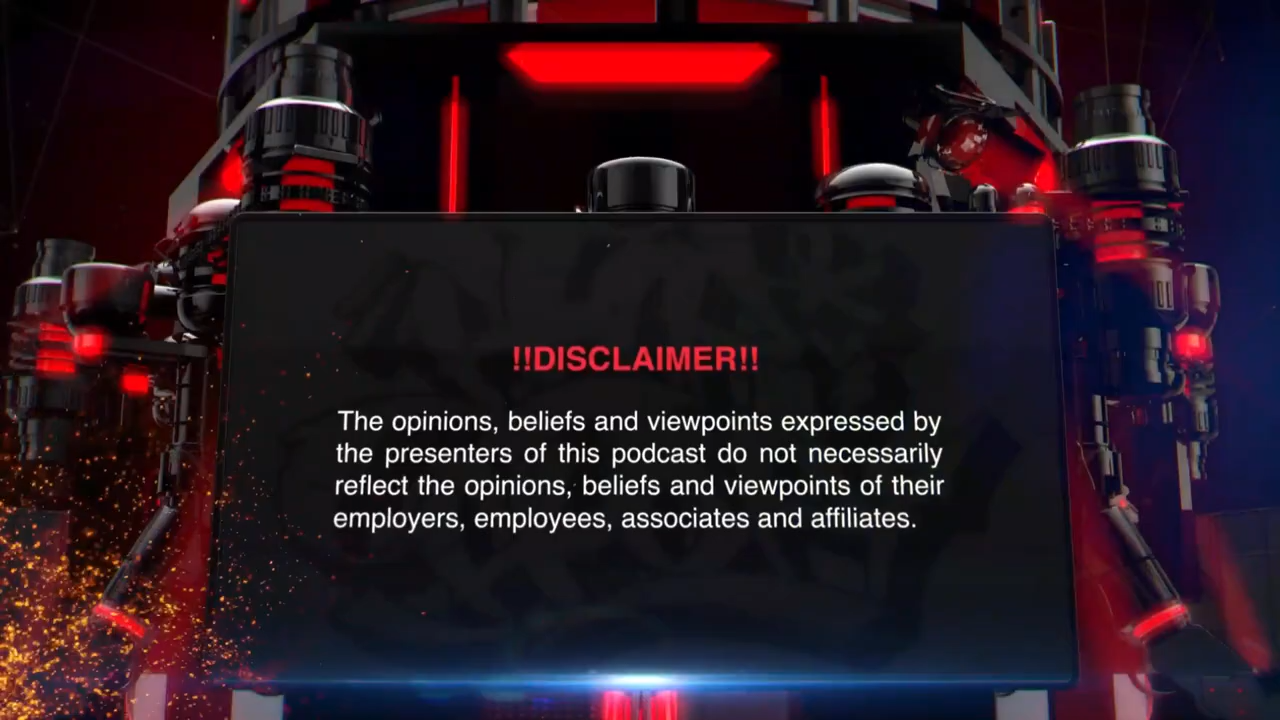 !!DISCLAIMER!!
The opinions, beliefs and viewpoints expressed by
the presenters of this podcast do not necessarily
reflect the opinions, beliefs and viewpoints of their
employers, employees, associates and affiliates.